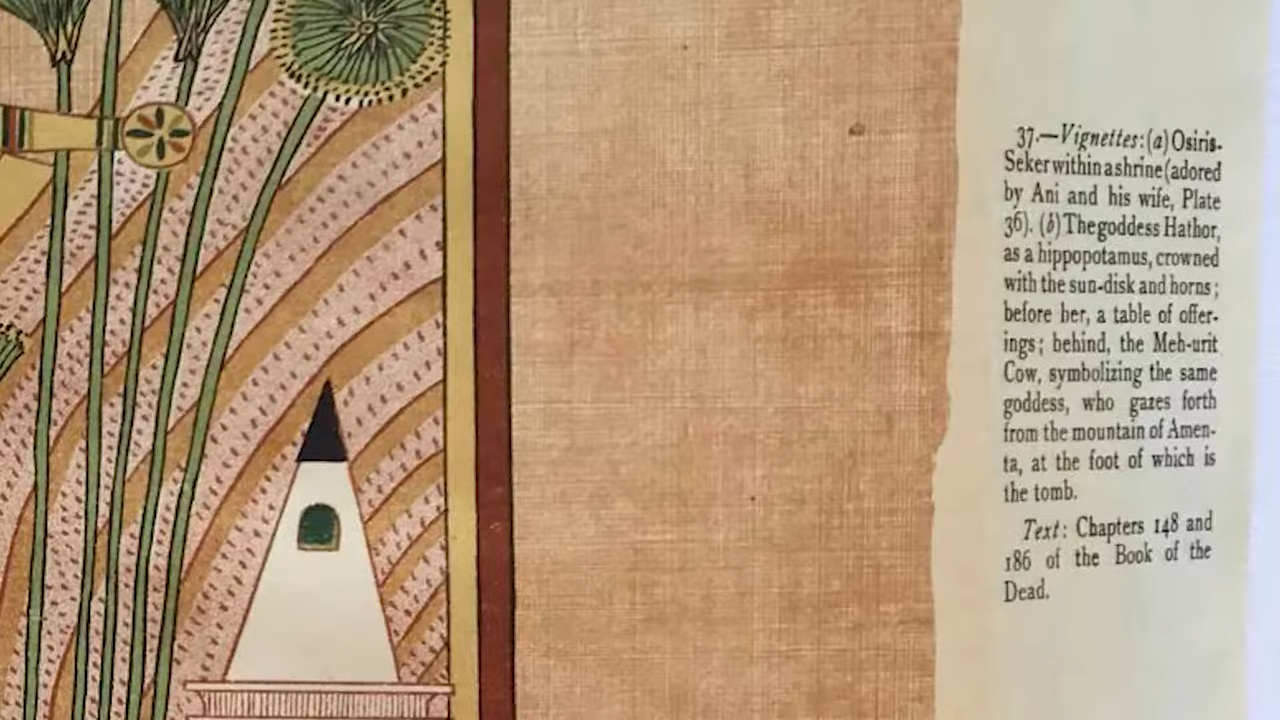 37.—Vignettes: (a) Osiris-
Seker within a shrine (adored
by Ani and his wife, Plate
36). (b) The goddess Hathor,
as a hippopotamus, crowned
with the sun-disk and horns;
before her, a table of offer-
ings; behind, the Meh-urit
Cow, symbolizing the same
goddess, who gazes forth
from the mountain of Amen-
ta, at the foot of which is
the tomb.
Text: Chapters 148 and
186 of the Book of the
Dead.